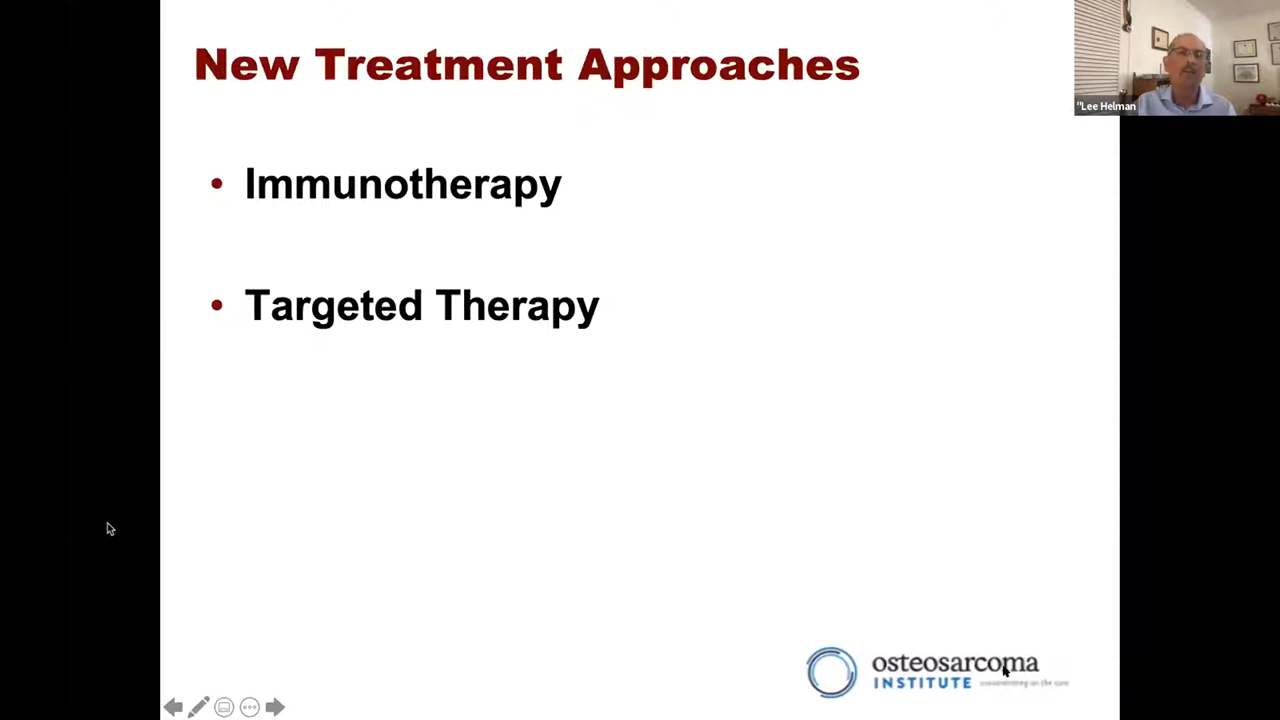 New Treatment Approaches
"Lee Helman
• Immunotherapy
• Targeted Therapy
osteosarcoma
INSTITUTE